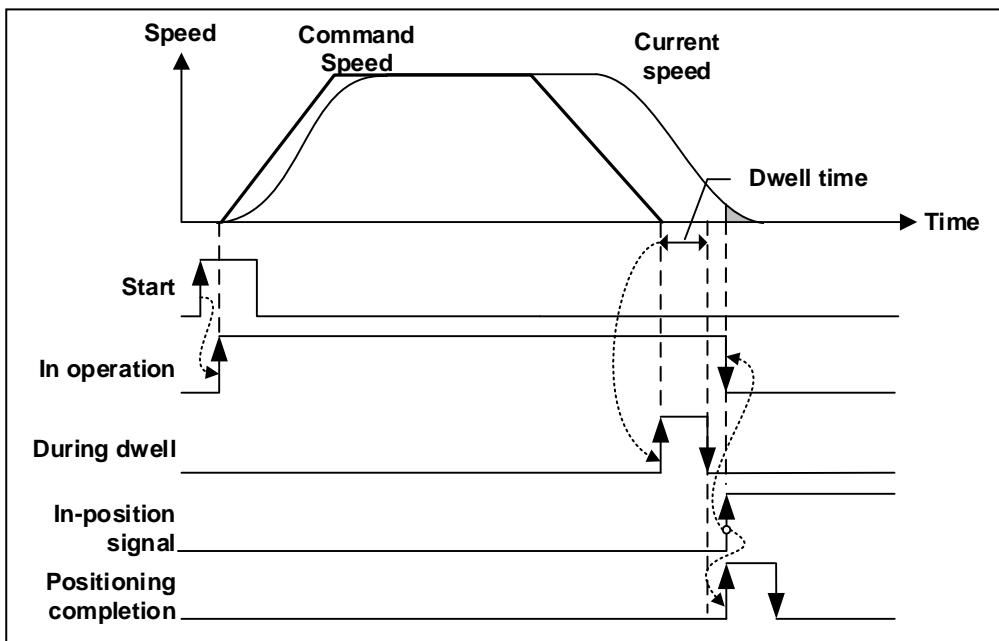 Speed
Command
Speed
Current
speed
Dwell time
Time
Start
In operation
During dwell
In-position
signal
Positioning
completion